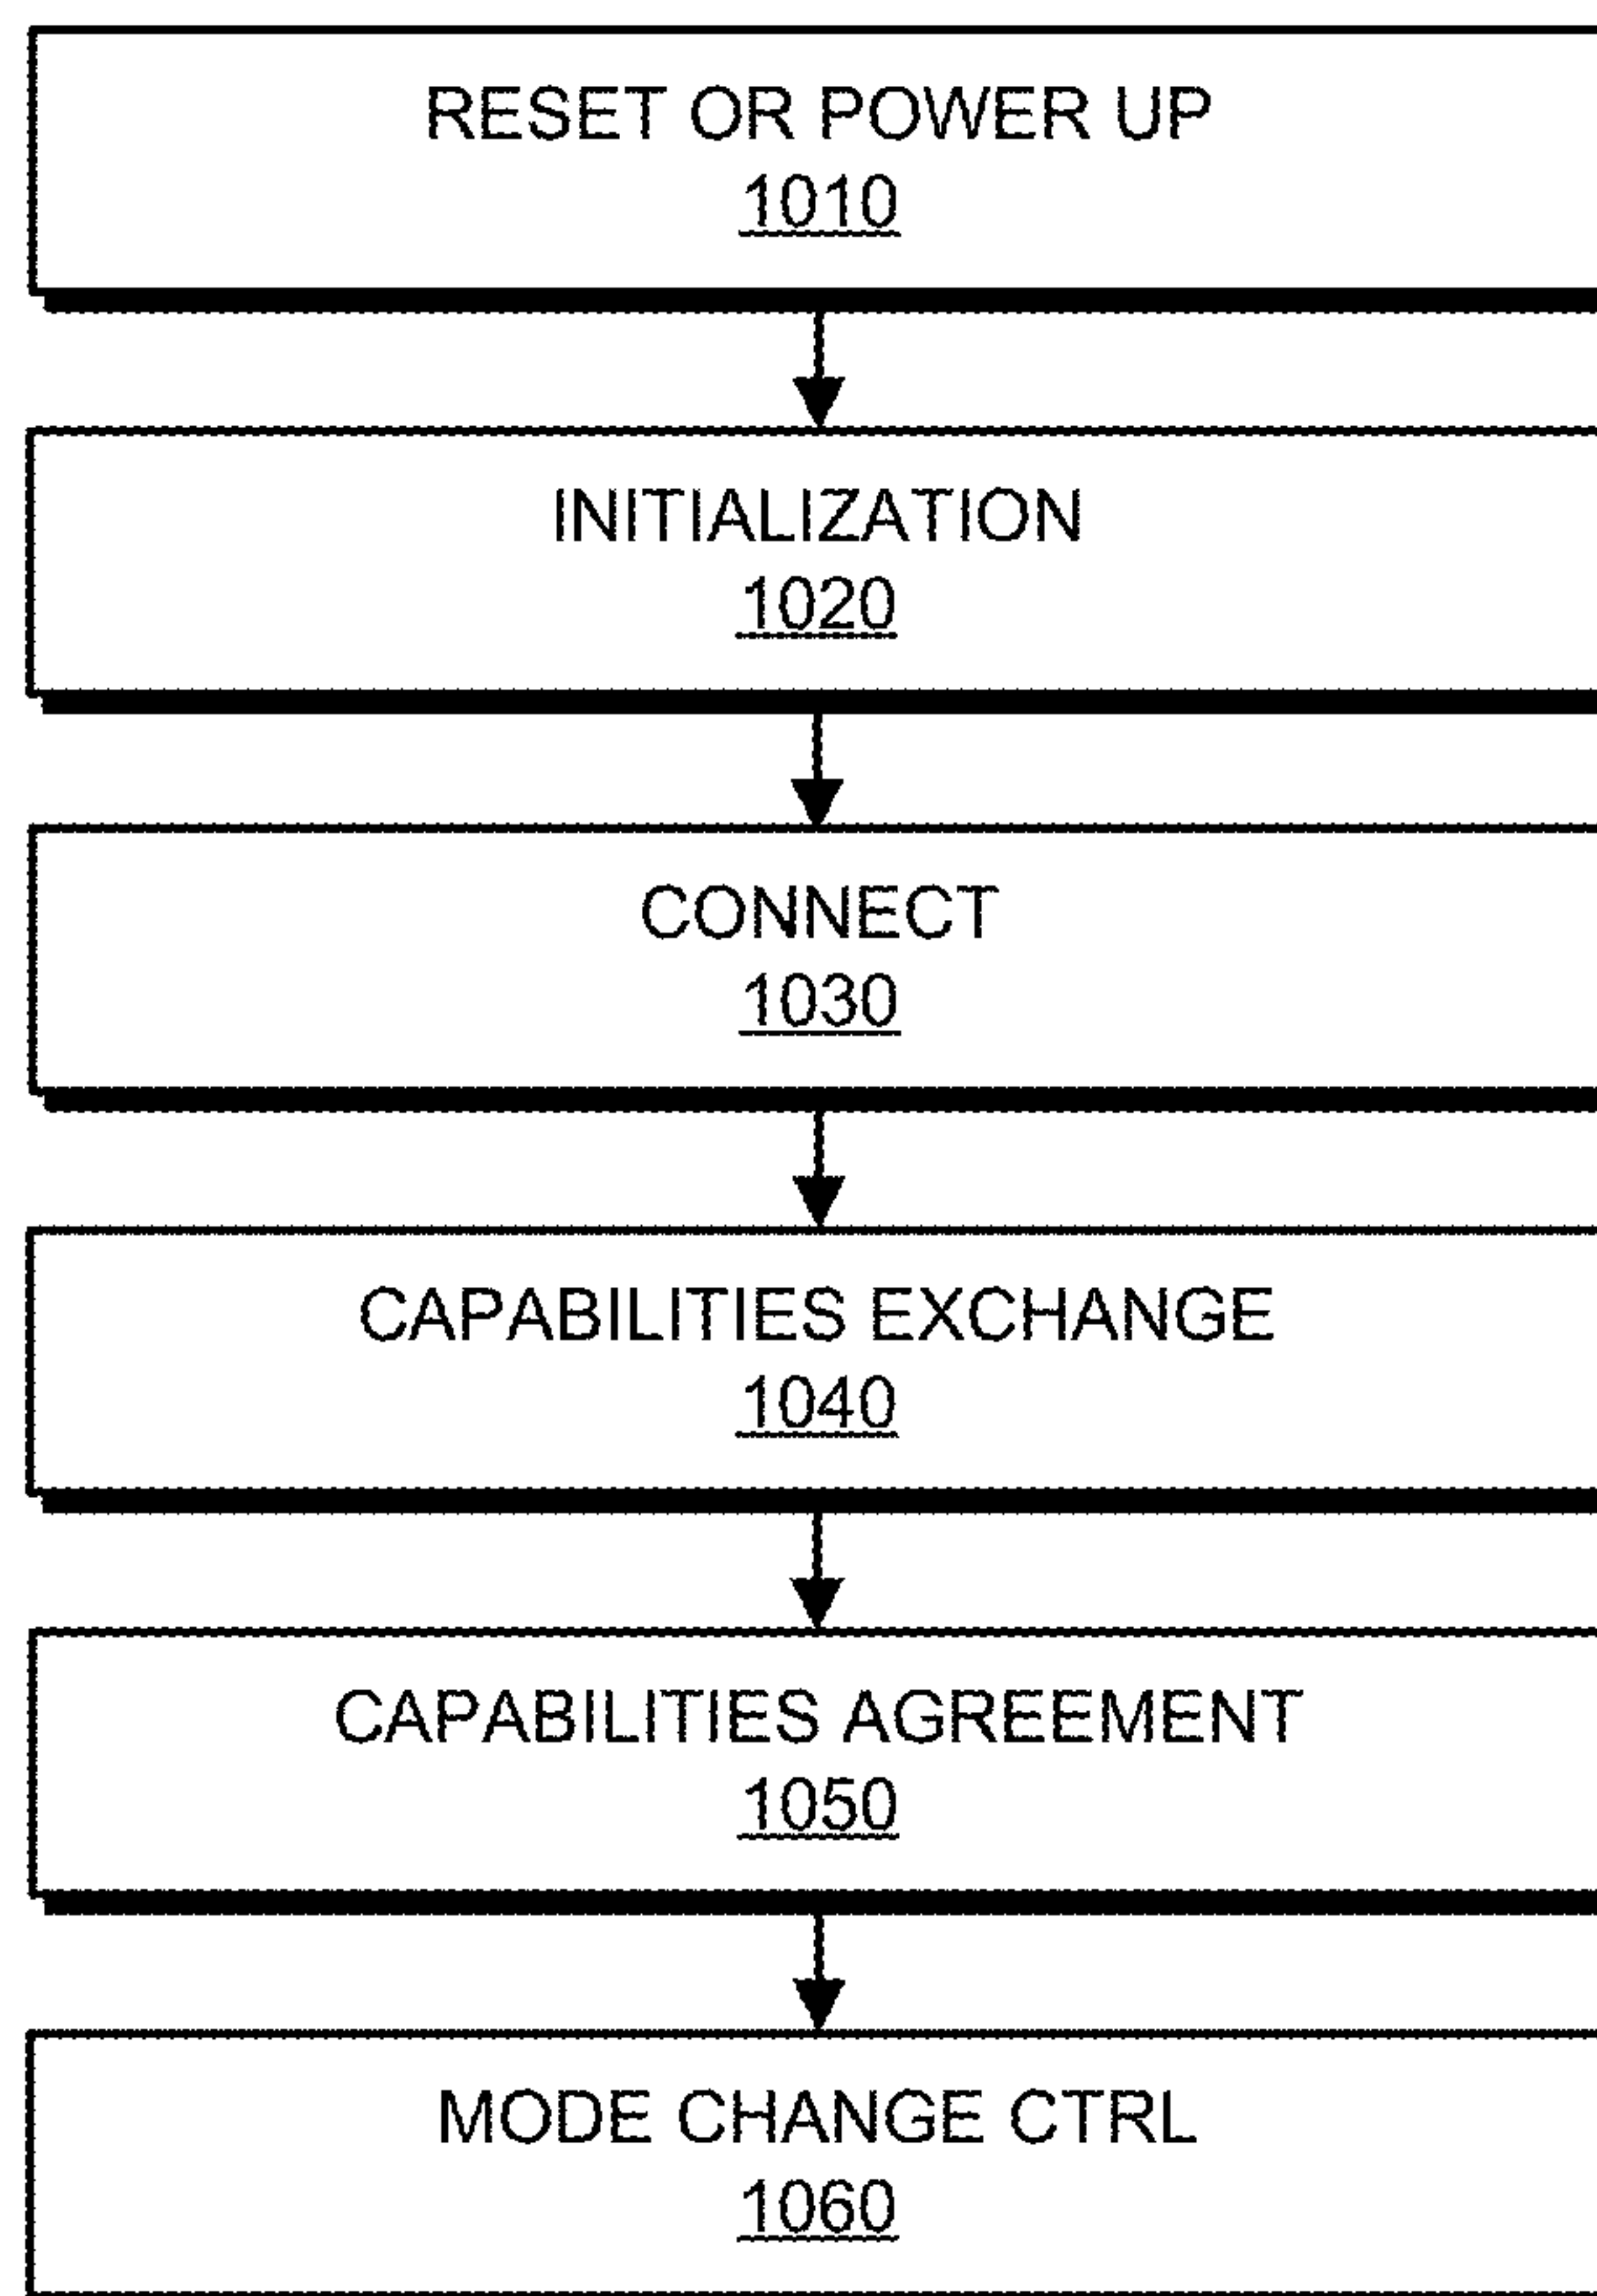 RESET OR POWER UP
1010
INITIALIZATION
1020
CONNECT
1030
CAPABILITIES EXCHANGE
1040
CAPABILITIES AGREEMENT
1050
MODE CHANGE CTRL
1060